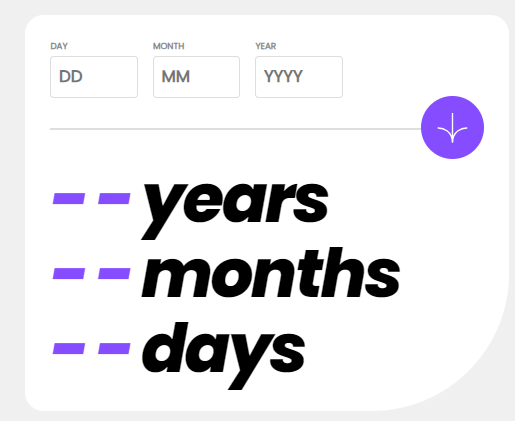 DAY MONTH YEAR
DD MM YYYY
-- years
-- months
-- days